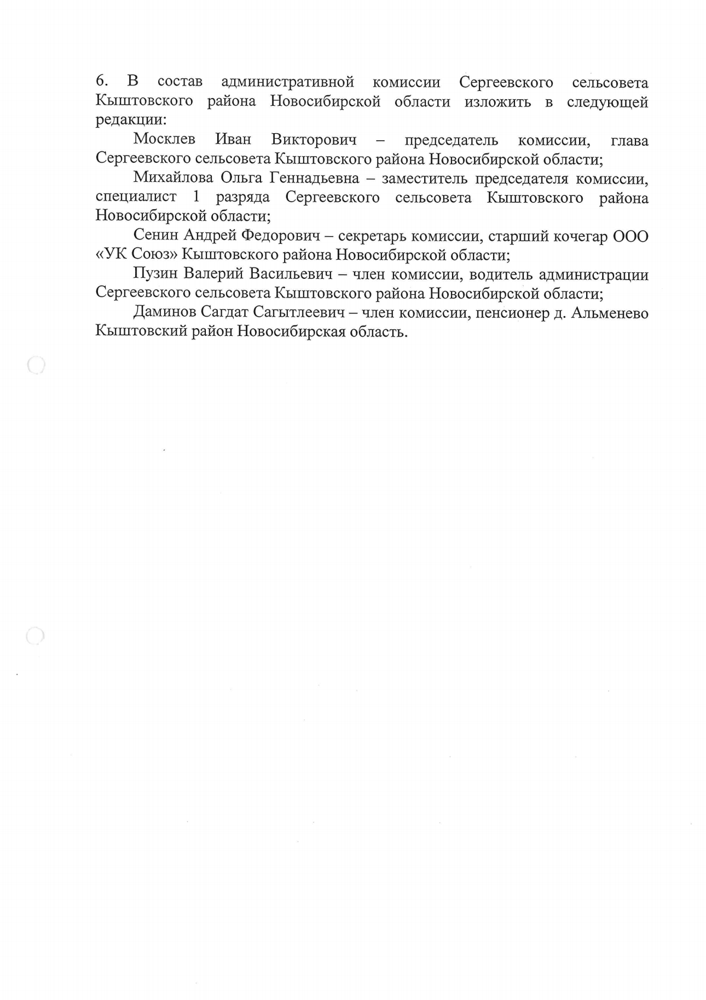 6. В состав административной комиссии Сергеевского сельсовета
Кыштовского района Новосибирской области изложить в следующей
редакции:
Москлев Иван Викторович – председатель комиссии, глава
Сергеевского сельсовета Кыштовского района Новосибирской области;
Михайлова Ольга Геннадьевна – заместитель председателя комиссии,
специалист 1 разряда Сергеевского сельсовета Кыштовского района
Новосибирской области;
Сенин Андрей Федорович – секретарь комиссии, старший кочегар ООО
«УК Союз» Кыштовского района Новосибирской области;
Пузин Валерий Васильевич – член комиссии, водитель администрации
Сергеевского сельсовета Кыштовского района Новосибирской области;
Даминов Сагдат Сагытлеевич – член комиссии, пенсионер д. Альменево
Кыштовский район Новосибирская область.